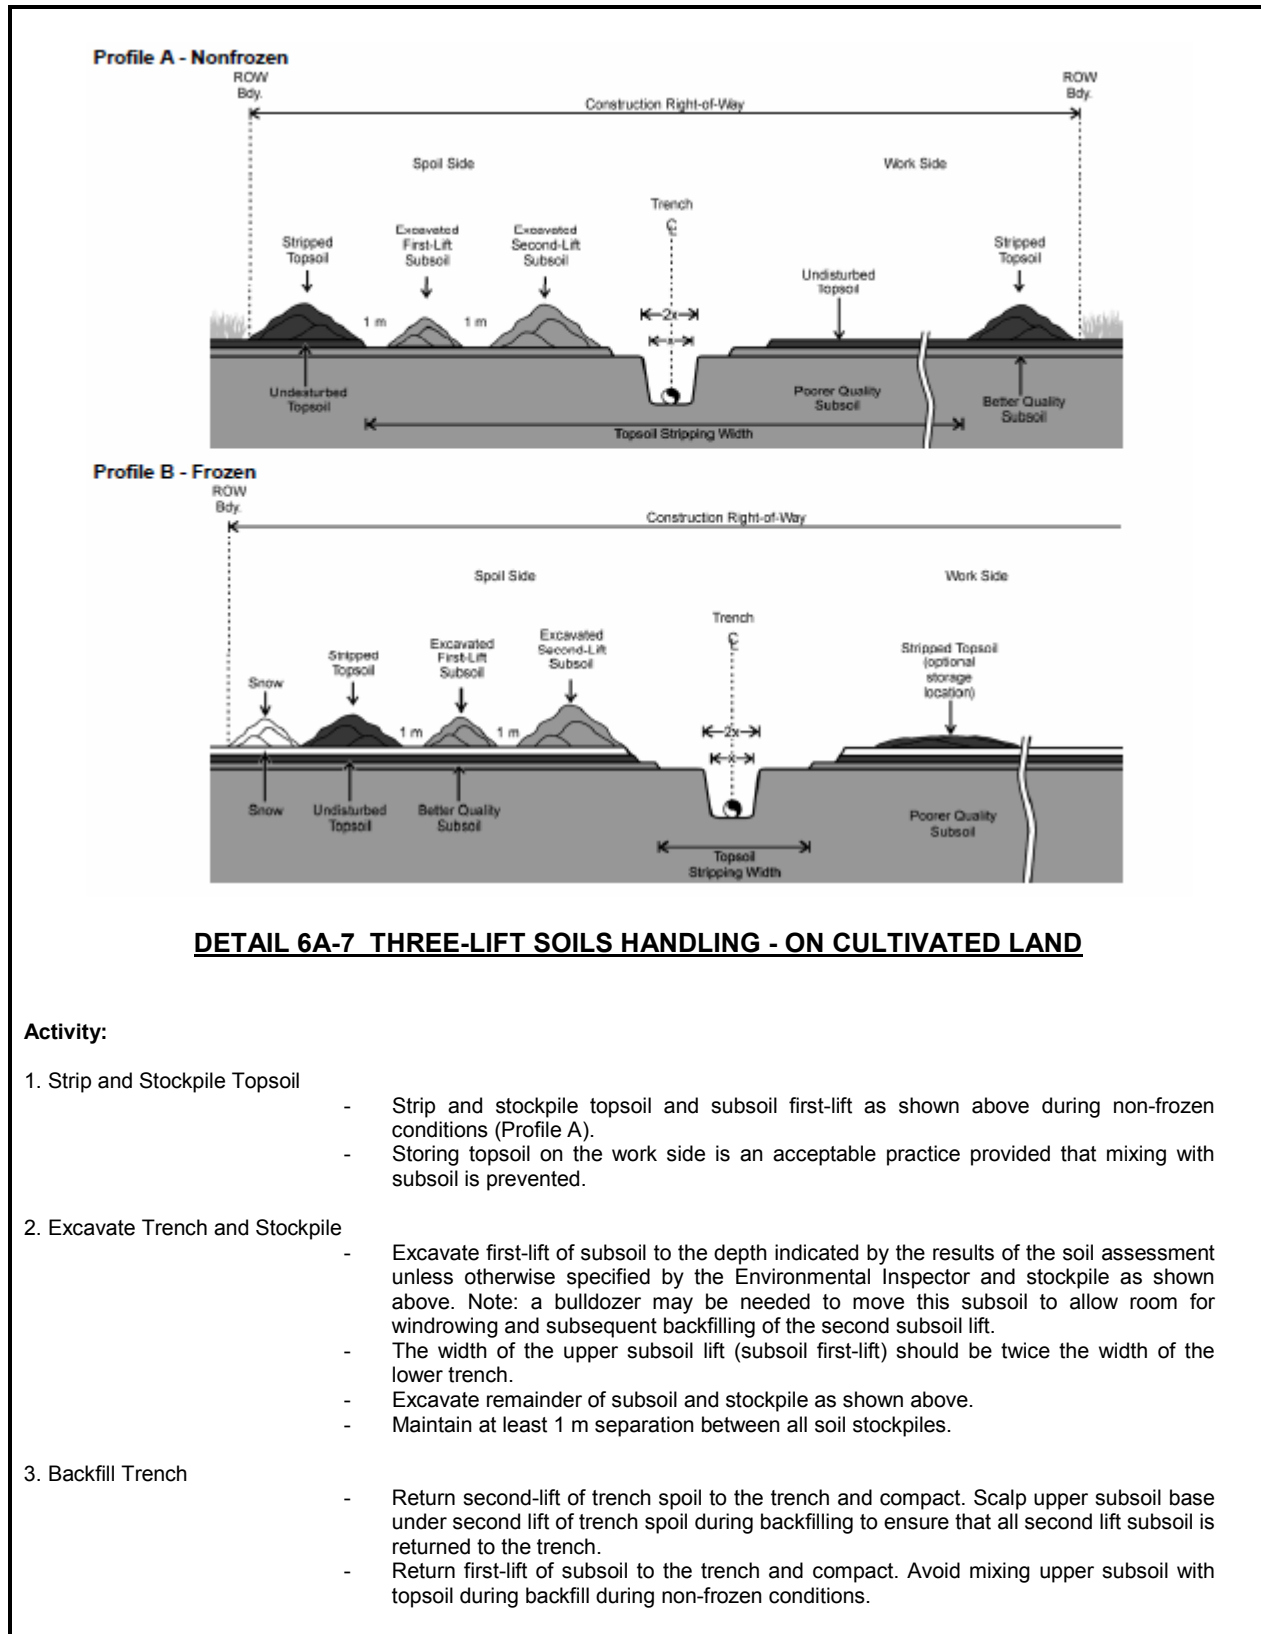 Profile A - Nonfrozen
ROW
Bdy.
ROW
Bdy.
Construction Right-of-Way
Spoil Side
Work Side
Trench
℄
Stripped
Topsoil
Excavated
First-Lift
Subsoil
Excavated
Second-Lift
Subsoil
Undisturbed
Topsoil
Stripped
Topsoil
1 m
1 m
2x
x
Undesturbed
Topsoil
Poorer Quality
Subsoil
Better Quality
Subsoil
Topsoil Stripping Width
Profile B - Frozen
ROW
Bdy.
Construction Right-of-Way
Spoil Side
Work Side
Trench
℄
Snow
Stripped
Topsoil
Excavated
First-Lift
Subsoil
Excavated
Second-Lift
Subsoil
Stripped Topsoil
(optional
storage
location)
1 m
1 m
2x
x
Snow
Undisturbed
Topsoil
Better Quality
Subsoil
Poorer Quality
Subsoil
Topsoil
Stripping Width
DETAIL 6A-7 THREE-LIFT SOILS HANDLING - ON CULTIVATED LAND
Activity:
1. Strip and Stockpile Topsoil
- Strip and stockpile topsoil and subsoil first-lift as shown above during non-frozen
conditions (Profile A).
- Storing topsoil on the work side is an acceptable practice provided that mixing with
subsoil is prevented.
2. Excavate Trench and Stockpile
- Excavate first-lift of subsoil to the depth indicated by the results of the soil assessment
unless otherwise specified by the Environmental Inspector and stockpile as shown
above. Note: a bulldozer may be needed to move this subsoil to allow room for
windrowing and subsequent backfilling of the second subsoil lift.
- The width of the upper subsoil lift (subsoil first-lift) should be twice the width of the
lower trench.
- Excavate remainder of subsoil and stockpile as shown above.
- Maintain at least 1 m separation between all soil stockpiles.
3. Backfill Trench
- Return second-lift of trench spoil to the trench and compact. Scalp upper subsoil base
under second lift of trench spoil during backfilling to ensure that all second lift subsoil is
returned to the trench.
- Return first-lift of subsoil to the trench and compact. Avoid mixing upper subsoil with
topsoil during backfill during non-frozen conditions.